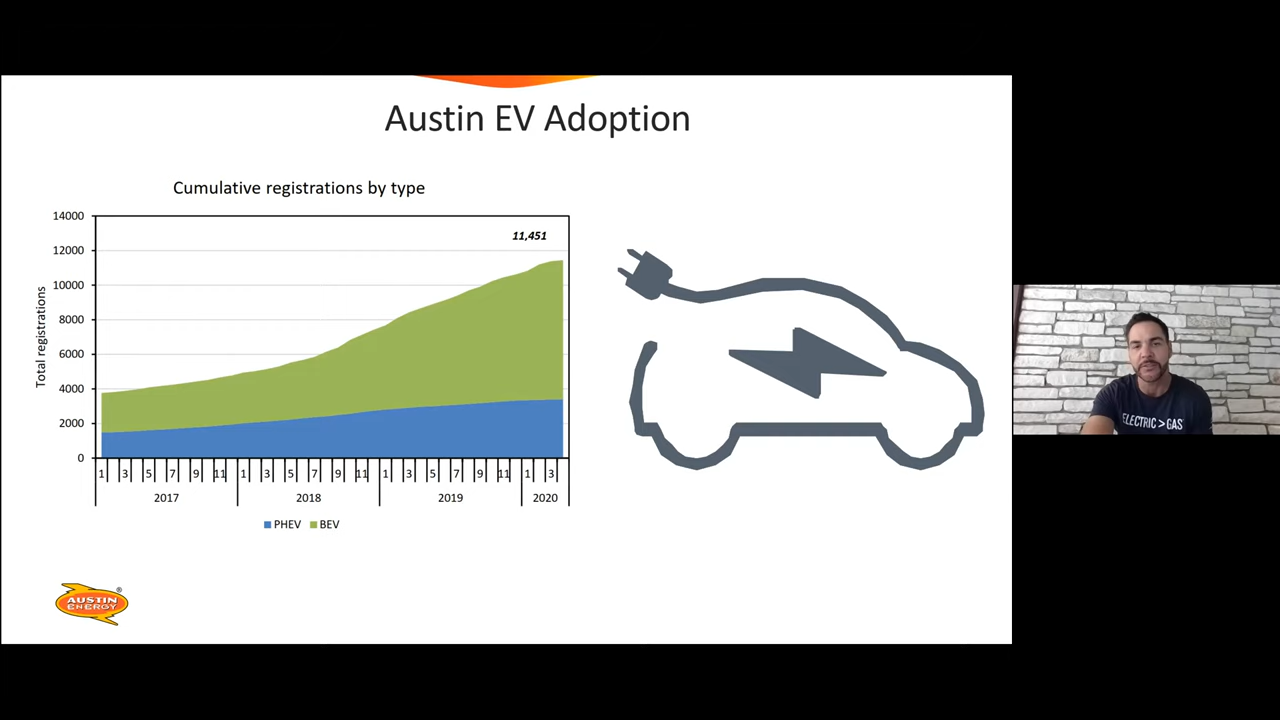 Austin EV Adoption
Cumulative registrations by type
14000
12000
10000
8000
6000
4000
2000
0
Total registrations
11,451
1 3 5 7 9 11 1 3 5 7 9 11 1 3 5 7 9 11 1 3
2017 2018 2019 2020
PHEV BEV
AUSTIN
ENERGY
®
ELECTRIC > GAS